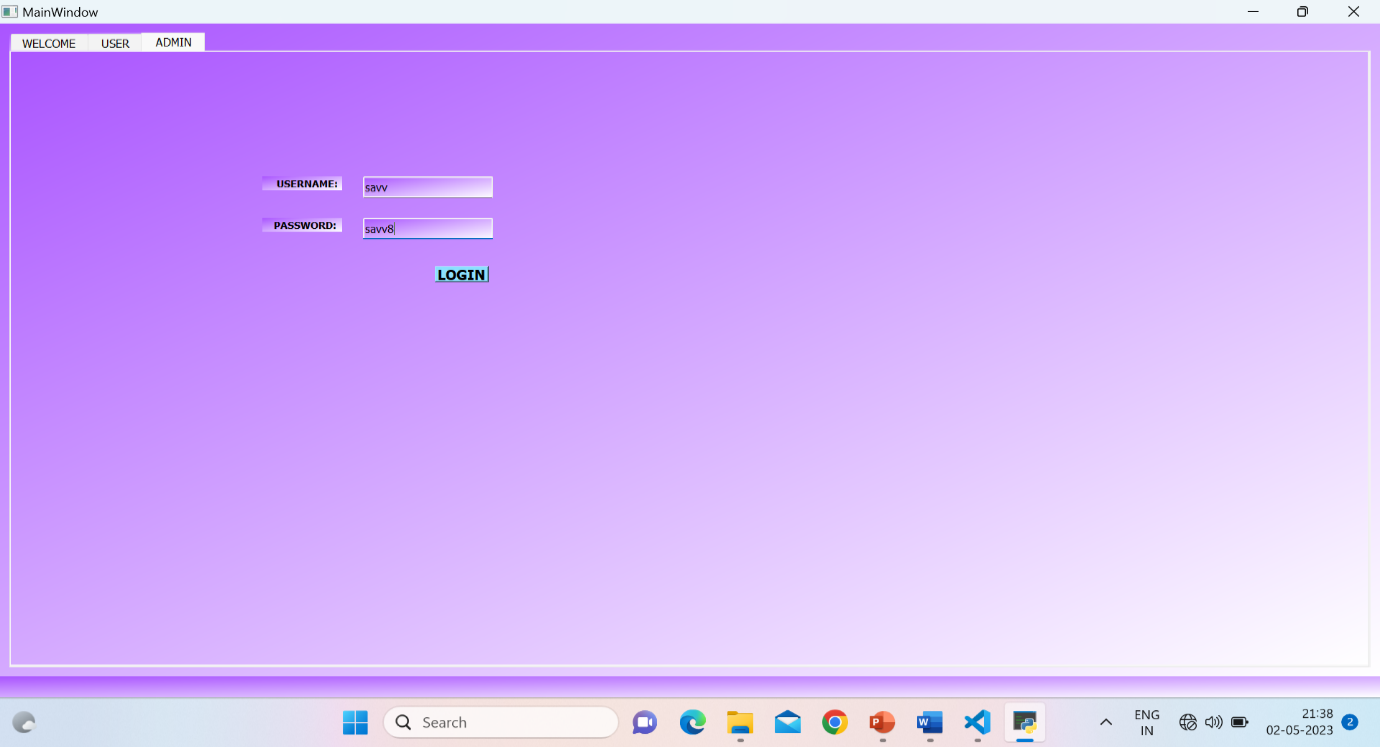 MainWindow
WELCOME USER ADMIN
USERNAME: savv
PASSWORD: savv8
LOGIN
Search
ENG
IN
21:38
02-05-2023
2